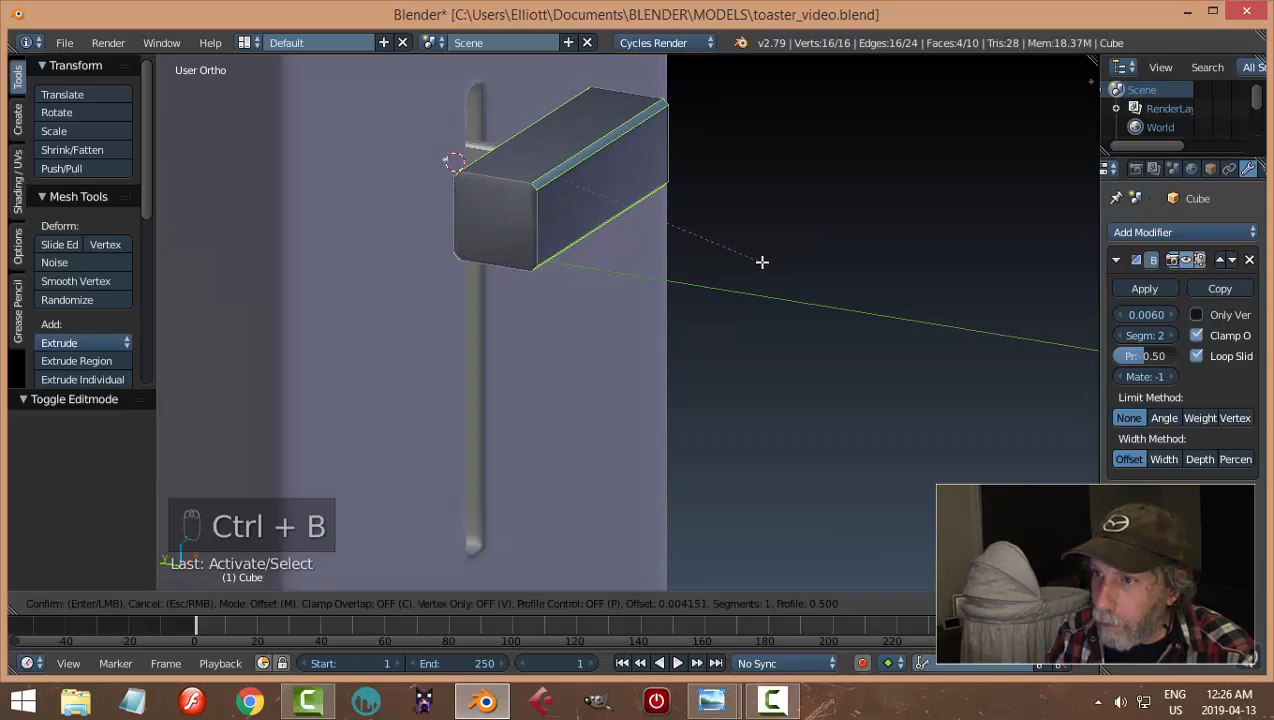 Blender* [C:\Users\Elliott\Documents\BLENDER\MODELS\toaster_video.blend]
File Render Window Help Default Scene Cycles Render v2.79 | Verts:16/16 | Edges:16/24 | Faces:4/10 | Tris:28 | Mem:18.37M | Cube
Tools
Create
Shading / UVs
Options
Grease Pencil
Transform
Translate
Rotate
Scale
Shrink/Fatten
Push/Pull
Mesh Tools
Deform:
Slide Ed Vertex
Noise
Smooth Vertex
Randomize
Add:
Extrude
Extrude Region
Extrude Individual
Toggle Editmode
User Ortho
Ctrl + B
Last: Activate/Select
(1) Cube
View Search All S
Scene
RenderLay
World
Cube
Add Modifier
B
Apply Copy
0.0060 Only Ver
Segm: 2 Clamp O
Pr: 0.50 Loop Slid
Mate: -1
Limit Method:
None Angle Weight Vertex
Width Method:
Offset Width Depth Percen
Confirm: (Enter/LMB), Cancel: (Esc/RMB), Mode: Offset (M), Clamp Overlap: OFF (C), Vertex Only: OFF (V), Profile Control: OFF (P), Offset: 0.004151, Segments: 1, Profile: 0.500
-40 -20 0 20 40 60 80 100 120 140 160 180 200 220
View Marker Frame Playback Start: 1 End: 250 1 No Sync
ENG 12:26 AM
US 2019-04-13